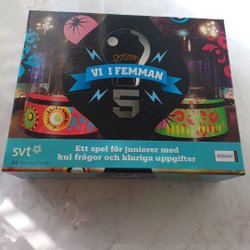 VI I FEMMAN
5
svt
Ett spel för juniorer med
kul frågor och kluriga uppgifter